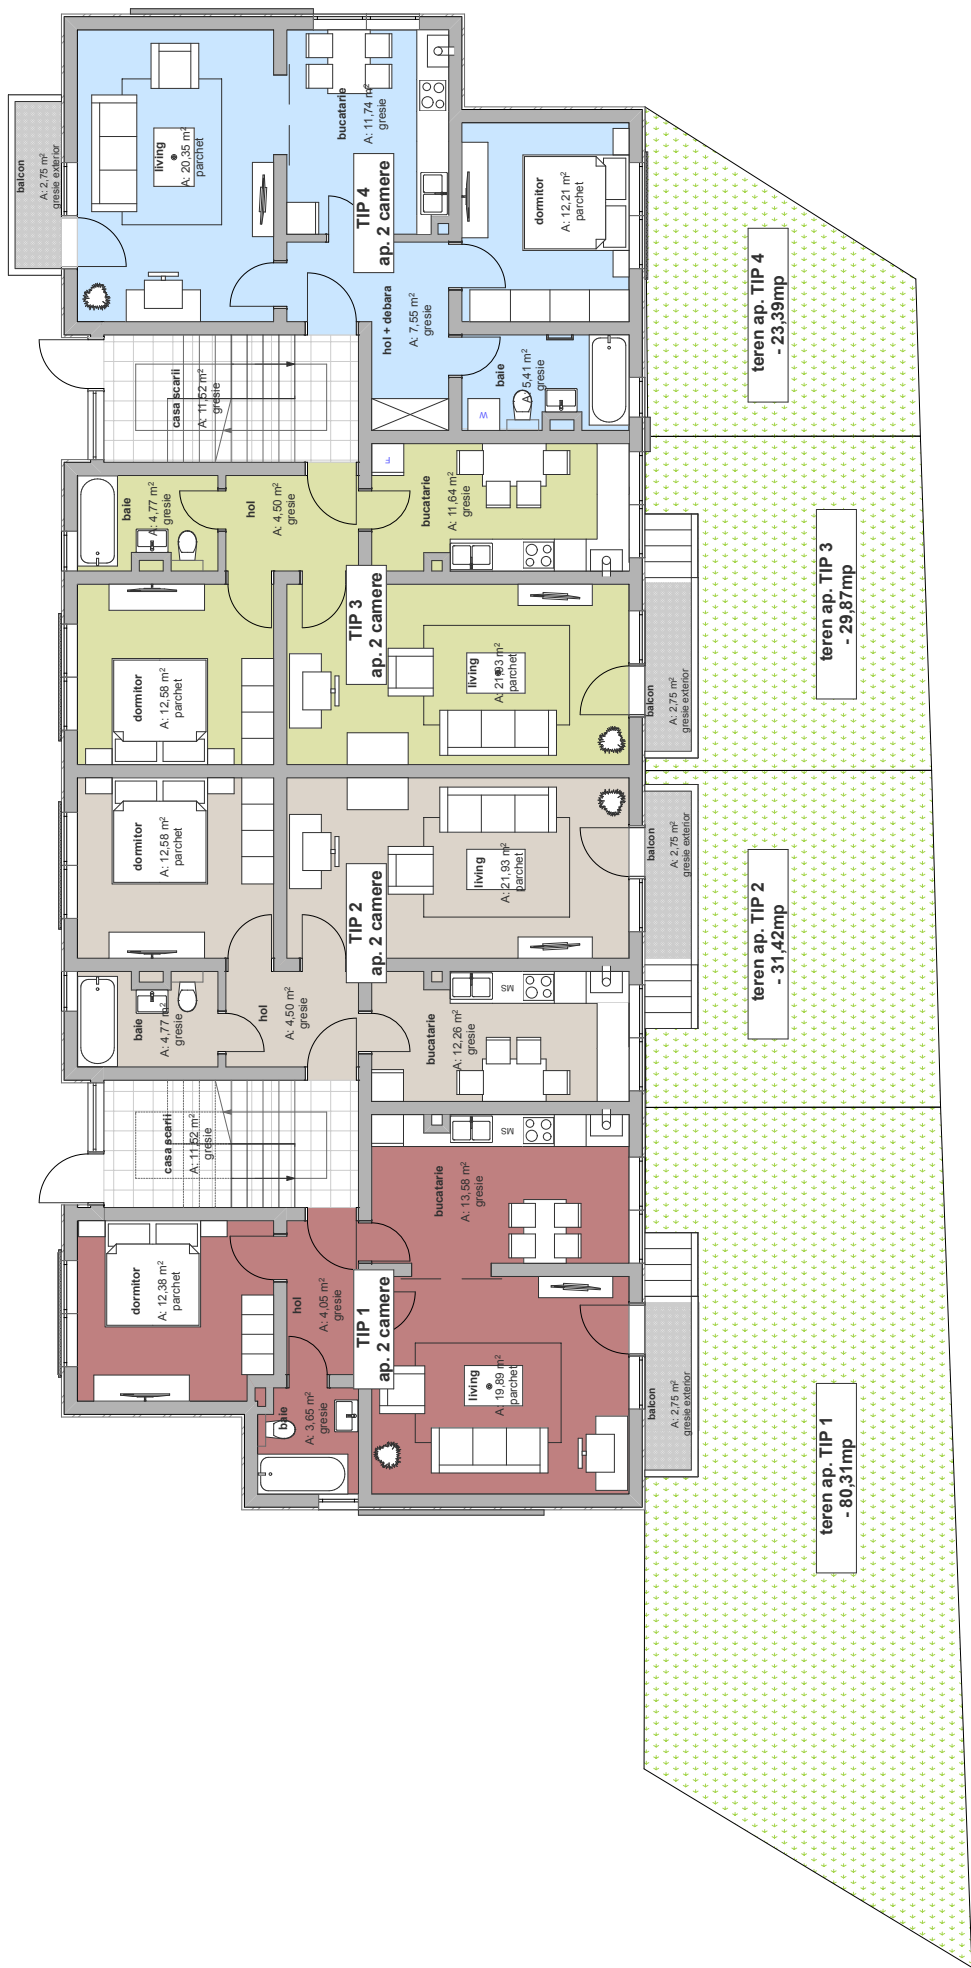 balcon
A: 2,75 m²
gresie exterior
living
A: 20,35 m²
parchet
bucatarie
A: 11,74 m²
gresie
TIP 4
ap. 2 camere
dormitor
A: 12,21 m²
parchet
hol + debara
A: 7,55 m²
gresie
baie
A: 5,41 m²
gresie
W
teren ap. TIP 4
- 23,39mp
casa scarii
A: 11,52 m²
gresie
baie
A: 4,77 m²
gresie
hol
A: 4,50 m²
gresie
F
bucatarie
A: 11,64 m²
gresie
TIP 3
ap. 2 camere
dormitor
A: 12,58 m²
parchet
living
A: 21,93 m²
parchet
balcon
A: 2,75 m²
gresie exterior
teren ap. TIP 3
- 29,87mp
dormitor
A: 12,58 m²
parchet
living
A: 21,93 m²
parchet
TIP 2
ap. 2 camere
balcon
A: 2,75 m²
gresie exterior
teren ap. TIP 2
- 31,42mp
baie
A: 4,77 m²
gresie
hol
A: 4,50 m²
gresie
bucatarie
A: 12,26 m²
gresie
MS
casa scarii
A: 11,52 m²
gresie
MS
bucatarie
A: 13,58 m²
gresie
dormitor
A: 12,38 m²
parchet
hol
A: 4,05 m²
gresie
TIP 1
ap. 2 camere
baie
A: 3,65 m²
gresie
living
A: 19,89 m²
parchet
balcon
A: 2,75 m²
gresie exterior
teren ap. TIP 1
- 80,31mp